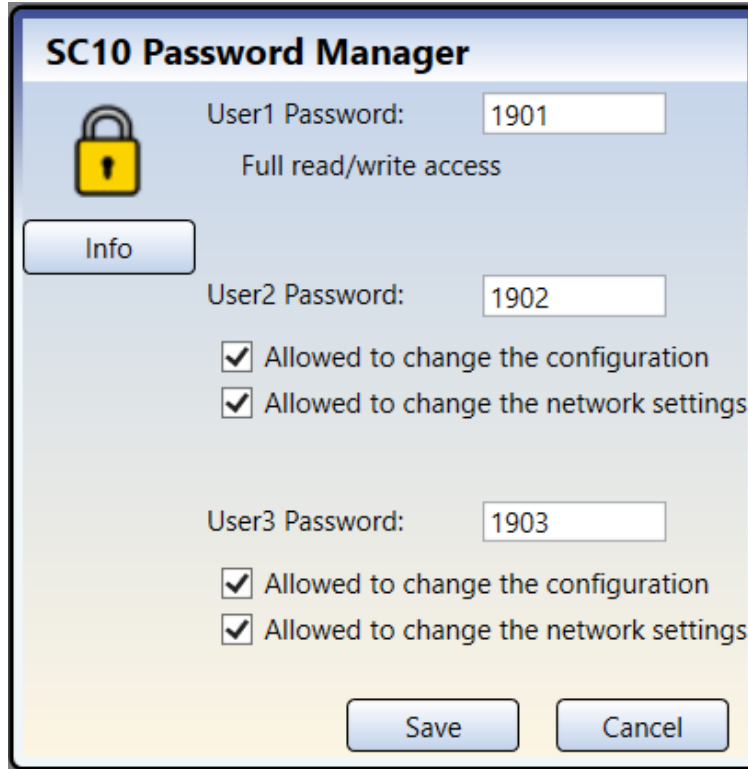 SC10 Password Manager
User1 Password: 1901
Full read/write access
Info
User2 Password: 1902
Allowed to change the configuration
Allowed to change the network settings
User3 Password: 1903
Allowed to change the configuration
Allowed to change the network settings
Save Cancel